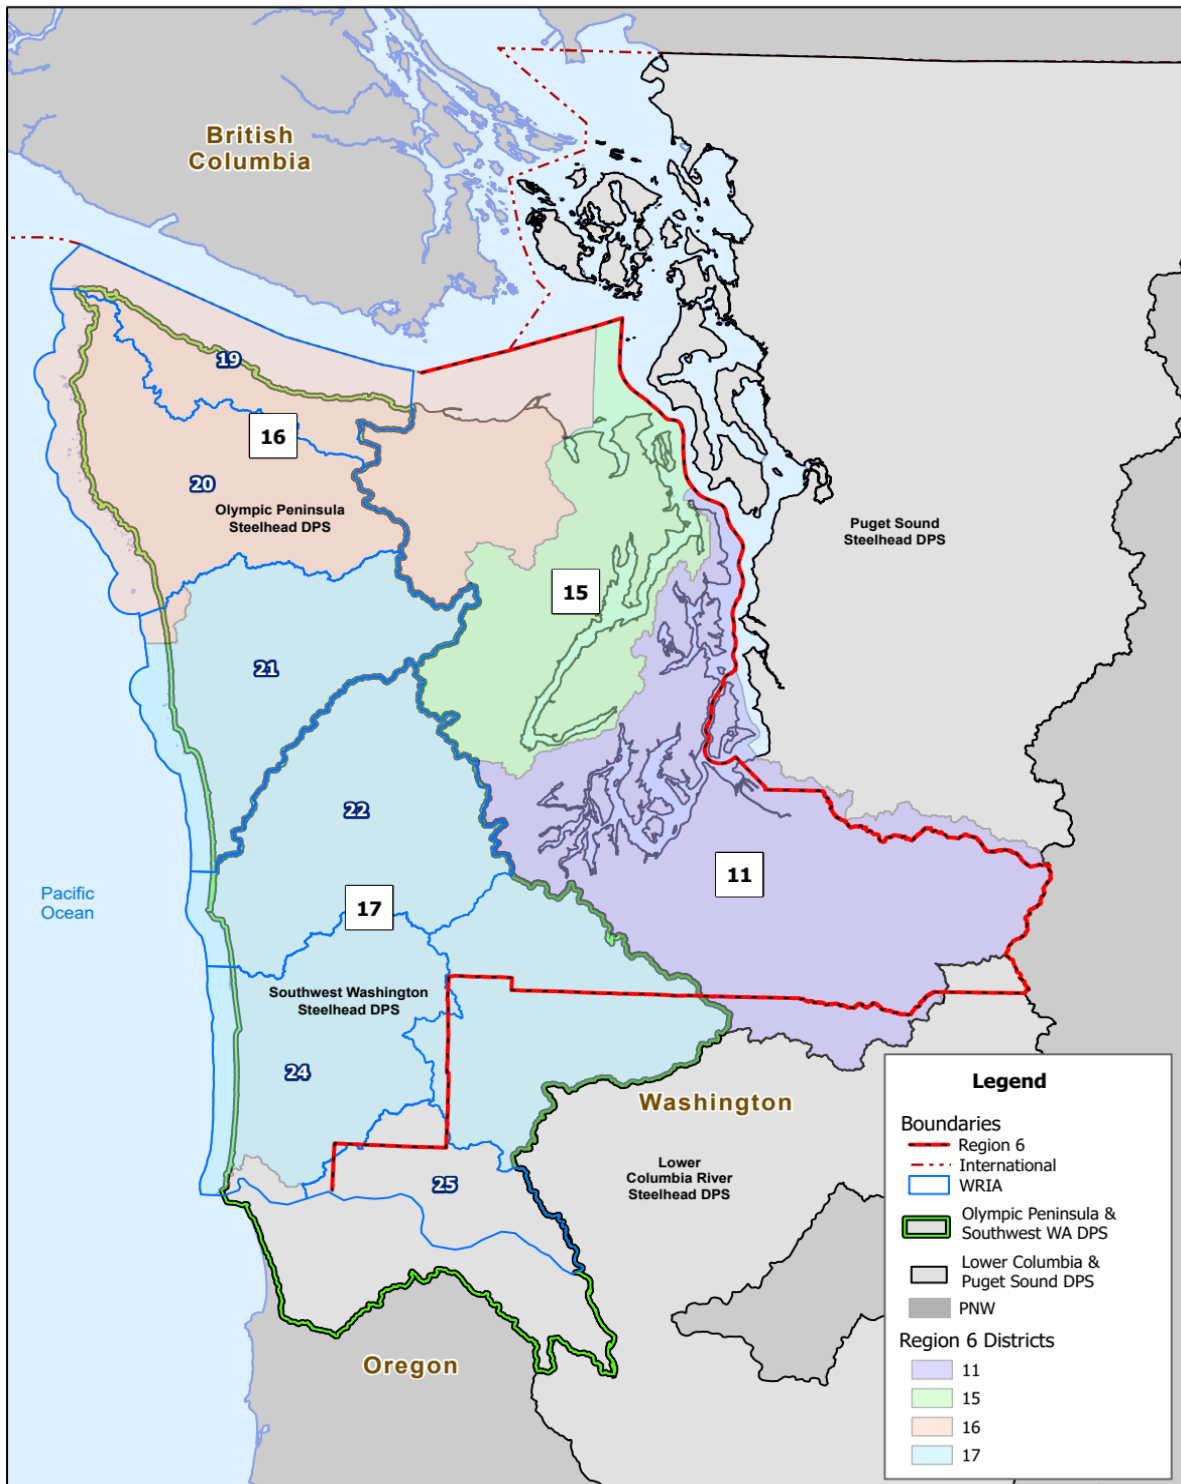 British
Columbia
19
16
20
Olympic Peninsula
Steelhead DPS
Puget Sound
Steelhead DPS
15
21
22
11
Pacific
Ocean
17
Southwest Washington
Steelhead DPS
24
Washington
Lower
Columbia River
Steelhead DPS
25
Oregon
Legend
Boundaries
Region 6
International
WRIA
Olympic Peninsula &
Southwest WA DPS
Lower Columbia &
Puget Sound DPS
PNW
Region 6 Districts
11
15
16
17